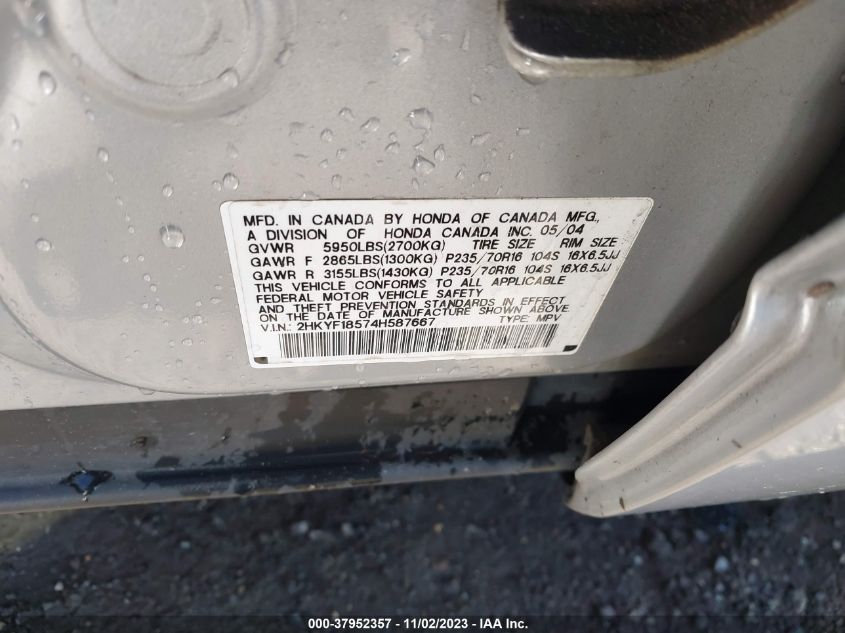 MFD. IN CANADA BY HONDA OF CANADA MFG.,
A DIVISION OF HONDA CANADA INC. 05/04
GVWR 5950LBS(2700KG) TIRE SIZE RIM SIZE
GAWR F 2865LBS(1300KG) P235/70R16 104S 16X6.5JJ
GAWR R 3155LBS(1430KG) P235/70R16 104S 16X6.5JJ
THIS VEHICLE CONFORMS TO ALL APPLICABLE
FEDERAL MOTOR VEHICLE SAFETY
AND THEFT PREVENTION STANDARDS IN EFFECT
ON THE DATE OF MANUFACTURE SHOWN ABOVE.
V.I.N.: 2HKYF18574H587667 TYPE: MPV
000-37952357 - 11/02/2023 - IAA Inc.